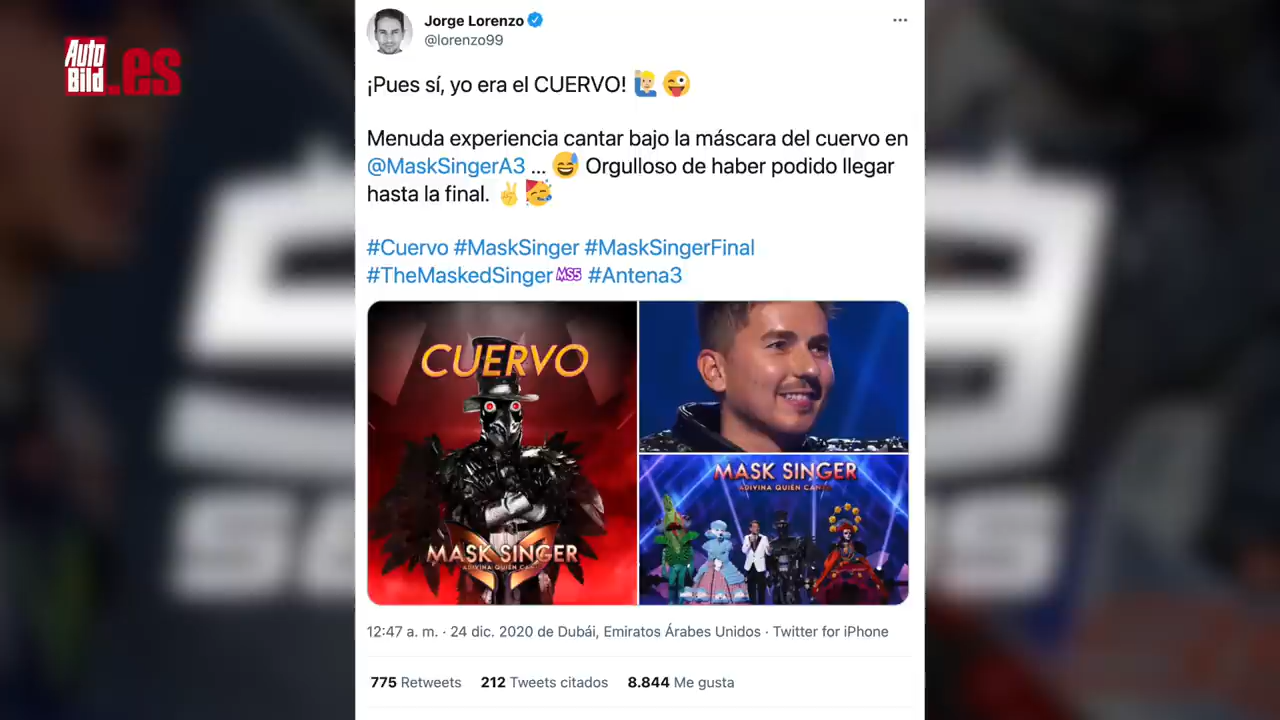 Auto
Bild.es
Jorge Lorenzo
@lorenzo99
¡Pues sí, yo era el CUERVO! 🙋🏼‍♂️😜
Menuda experiencia cantar bajo la máscara del cuervo en
@MaskSingerA3 ... 😅 Orgulloso de haber podido llegar
hasta la final. ✌️🥳
#Cuervo #MaskSinger #MaskSingerFinal
#TheMaskedSinger MS5 #Antena3
CUERVO
MASK SINGER
ADIVINA QUIÉN CANTA
MASK SINGER
ADIVINA QUIÉN CANTA
12:47 a. m. · 24 dic. 2020 de Dubái, Emiratos Árabes Unidos · Twitter for iPhone
775 Retweets 212 Tweets citados 8.844 Me gusta